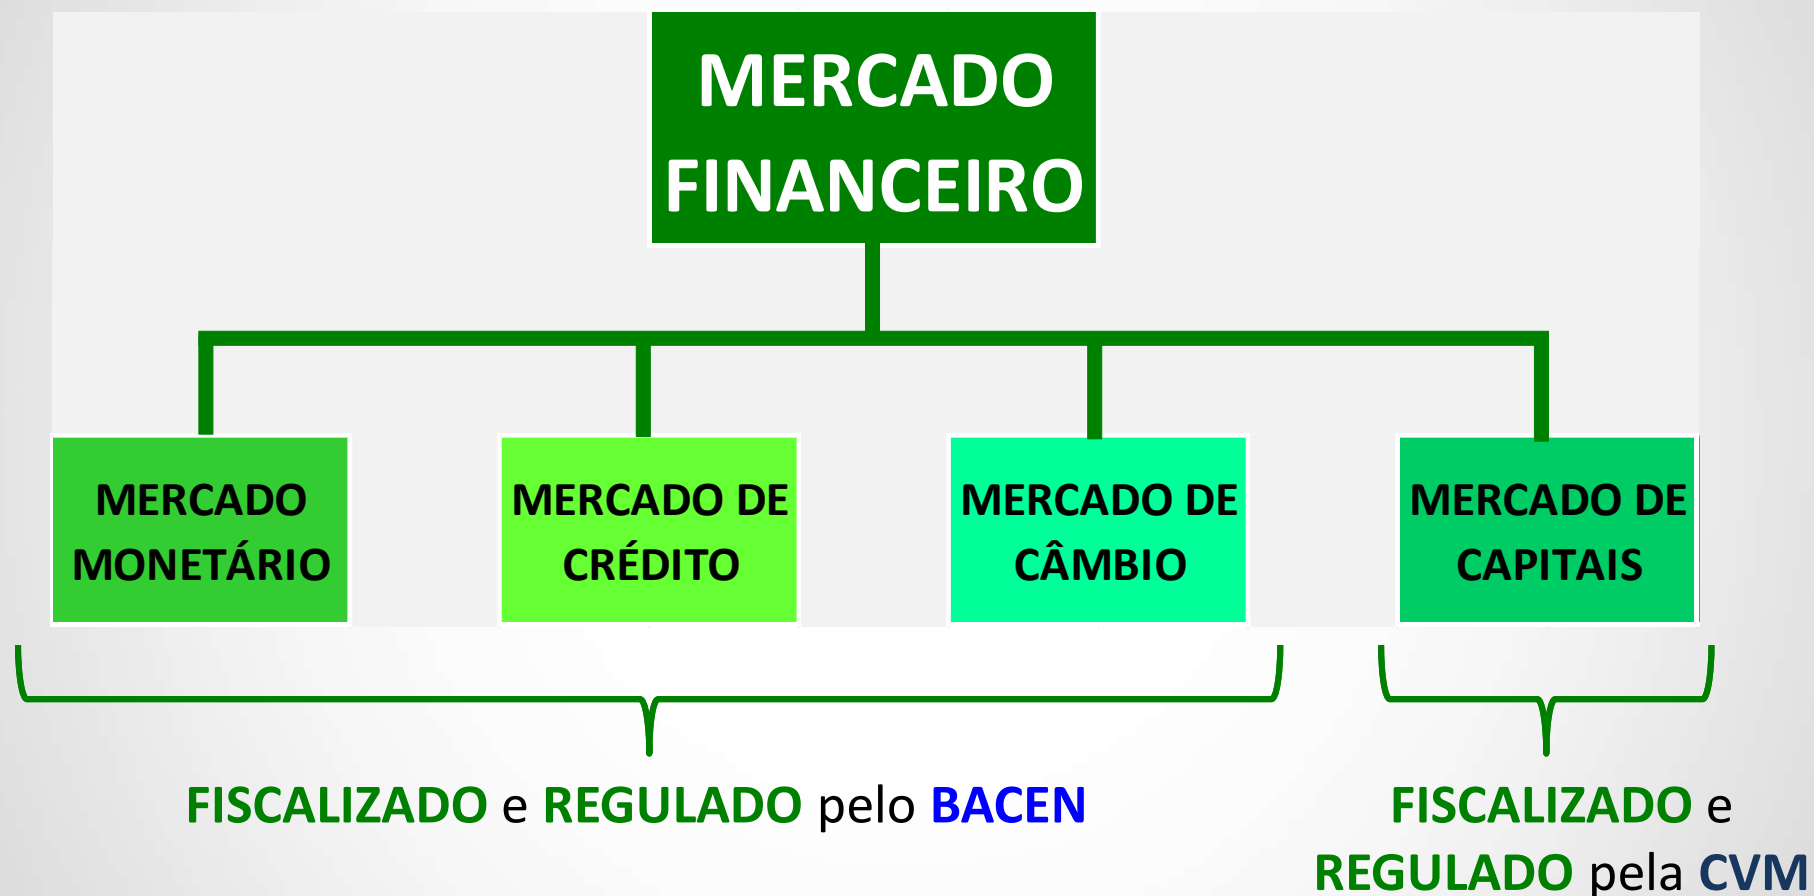 MERCADO
FINANCEIRO
MERCADO
MONETÁRIO
MERCADO DE
CRÉDITO
MERCADO DE
CÂMBIO
MERCADO DE
CAPITAIS
FISCALIZADO e REGULADO pelo BACEN
FISCALIZADO e
REGULADO pela CVM